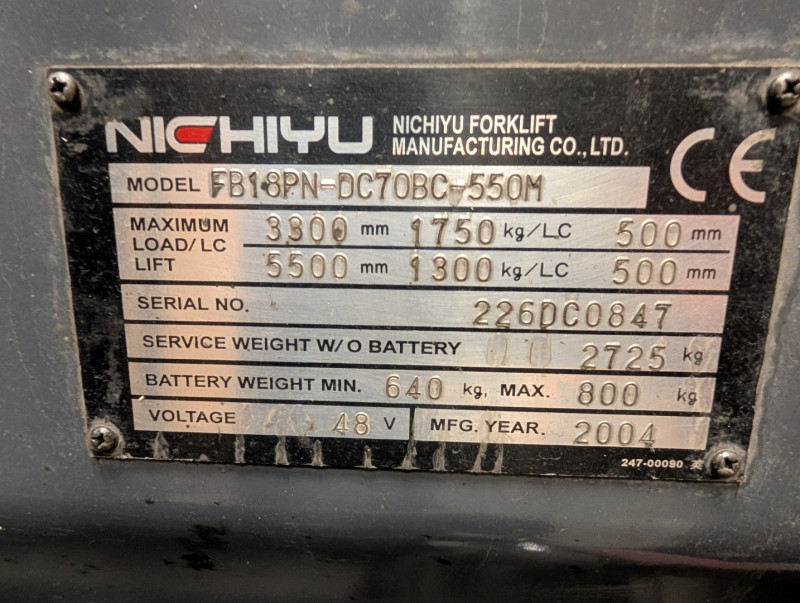 NICHIYU NICHIYU FORKLIFT
MANUFACTURING CO., LTD.
CE
MODEL FB18PN-DC70BC-550M
MAXIMUM
LOAD/LC
LIFT
3300 mm 1750 kg/LC 500 mm
5500 mm 1300 kg/LC 500 mm
SERIAL NO. 226DC0847
SERVICE WEIGHT W/O BATTERY 2725 kg
BATTERY WEIGHT MIN. 640 kg, MAX. 800 kg
VOLTAGE 48 V MFG. YEAR. 2004
247-00090